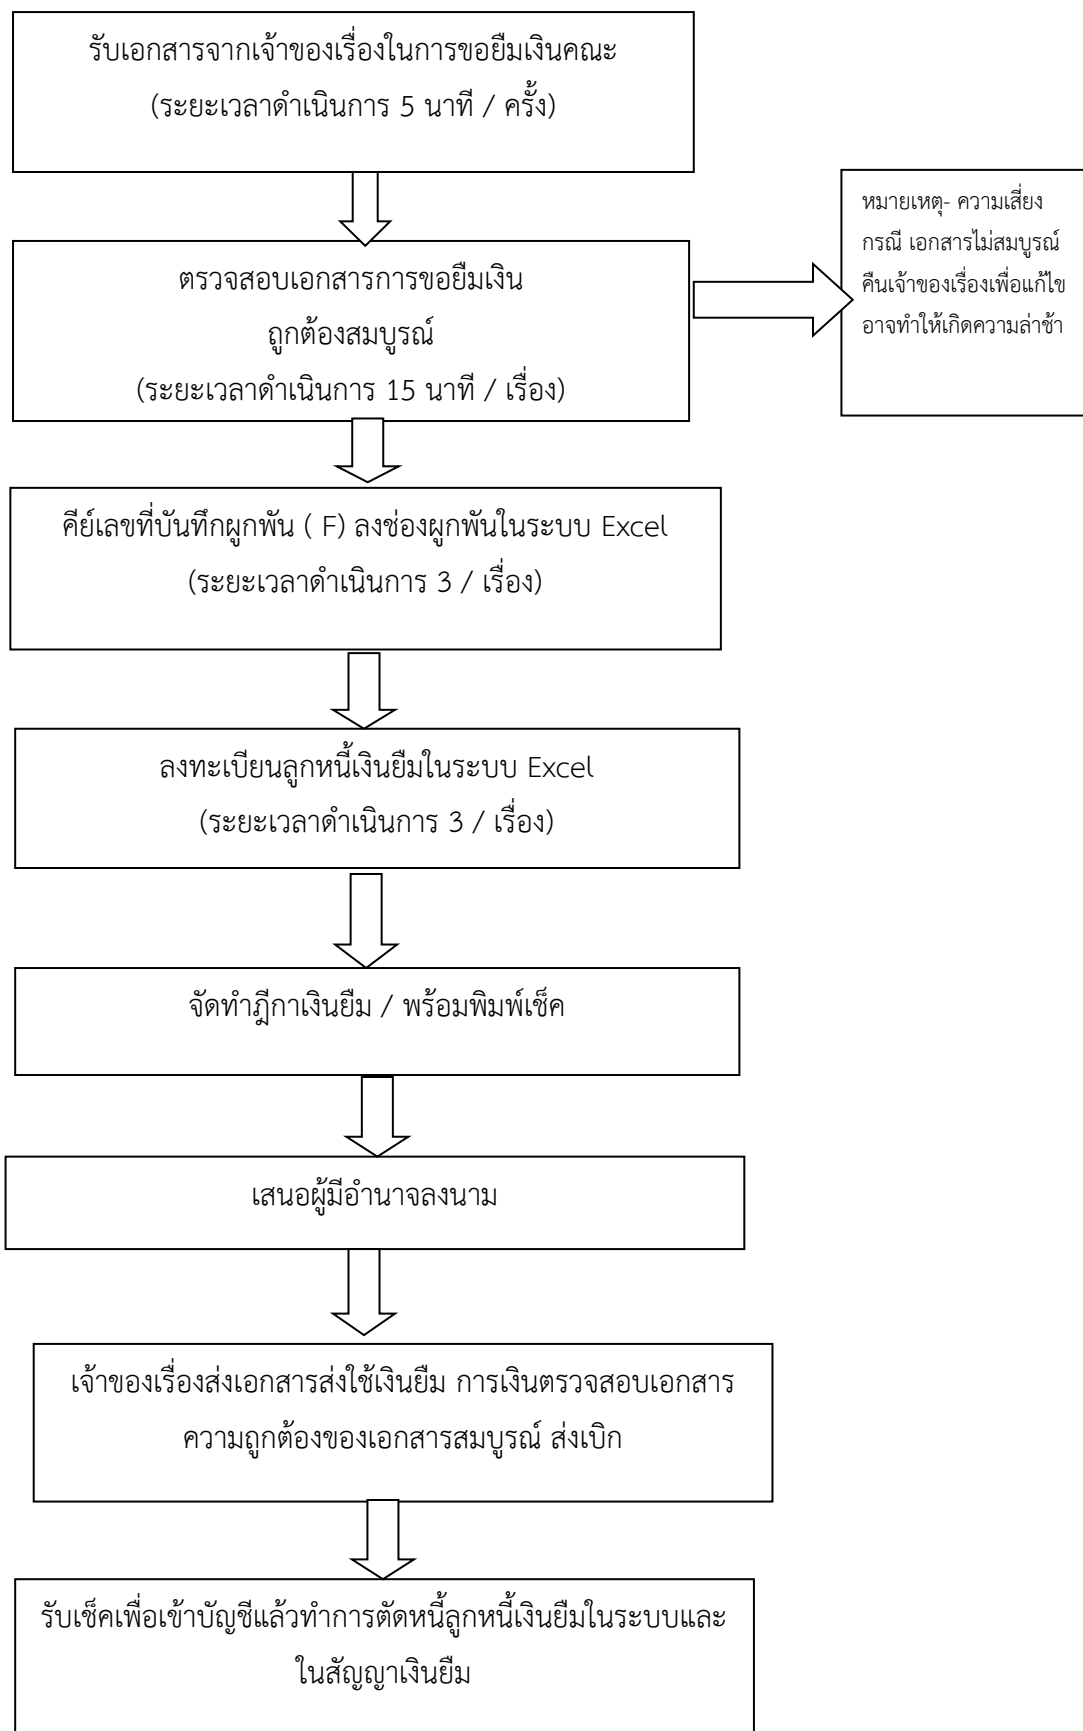 รับเอกสารจากเจ้าของเรื่องในการขอยืมเงินคณะ
(ระยะเวลาดำเนินการ 5 นาที / ครั้ง)
ตรวจสอบเอกสารการขอยืมเงิน
ถูกต้องสมบูรณ์
(ระยะเวลาดำเนินการ 15 นาที / เรื่อง)
หมายเหตุ- ความเสี่ยง
กรณี เอกสารไม่สมบูรณ์
คืนเจ้าของเรื่องเพื่อแก้ไข
อาจทำให้เกิดความล่าช้า
คีย์เลขที่บันทึกผูกพัน ( F) ลงช่องผูกพันในระบบ Excel
(ระยะเวลาดำเนินการ 3 / เรื่อง)
ลงทะเบียนลูกหนี้เงินยืมในระบบ Excel
(ระยะเวลาดำเนินการ 3 / เรื่อง)
จัดทำฎีกาเงินยืม / พร้อมพิมพ์เช็ค
เสนอผู้มีอำนาจลงนาม
เจ้าของเรื่องส่งเอกสารส่งใช้เงินยืม การเงินตรวจสอบเอกสาร
ความถูกต้องของเอกสารสมบูรณ์ ส่งเบิก
รับเช็คเพื่อเข้าบัญชีแล้วทำการตัดหนี้ลูกหนี้เงินยืมในระบบและ
ในสัญญาเงินยืม